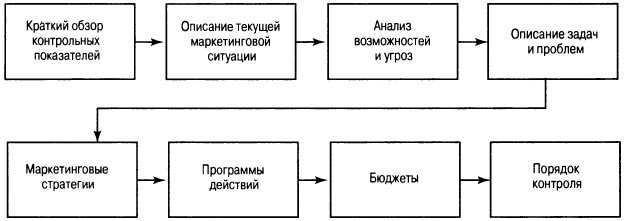 Краткий обзор
контрольных
показателей
Описание текущей
маркетинговой
ситуации
Анализ
возможностей
и угроз
Описание задач
и проблем
Маркетинговые
стратегии
Программы
действий
Бюджеты
Порядок
контроля